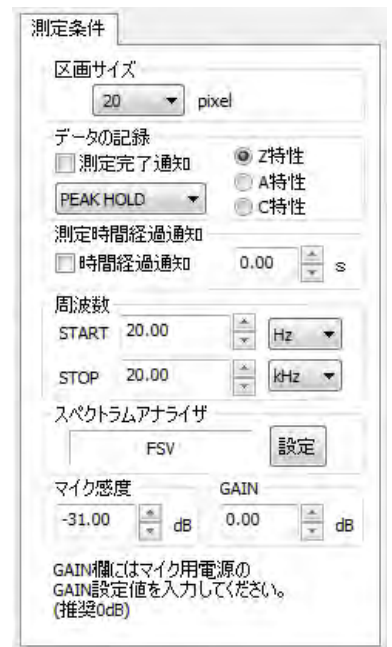 測定条件
区画サイズ
20 pixel
データの記録
測定完了通知
Z特性
A特性
PEAK HOLD
C特性
測定時間経過通知
時間経過通知 0.00 s
周波数
START 20.00 Hz
STOP 20.00 kHz
スペクトラムアナライザ
FSV 設定
マイク感度 GAIN
-31.00 dB 0.00 dB
GAIN欄にはマイク用電源の
GAIN設定値を入力してください。
(推奨0dB)